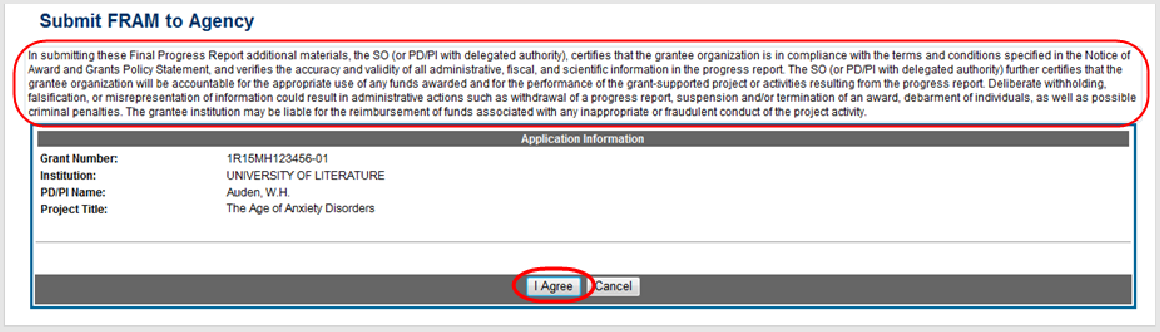 Submit FRAM to Agency
In submitting these Final Progress Report additional materials, the SO (or PD/PI with delegated authority), certifies that the grantee organization is in compliance with the terms and conditions specified in the Notice of
Award and Grants Policy Statement, and verifies the accuracy and validity of all administrative, fiscal, and scientific information in the progress report. The SO (or PD/PI with delegated authority) further certifies that the
grantee organization will be accountable for the appropriate use of any funds awarded and for the performance of the grant-supported project or activities resulting from the progress report. Deliberate withholding,
falsification, or misrepresentation of information could result in administrative actions such as withdrawal of a progress report, suspension and/or termination of an award, debarment of individuals, as well as possible
criminal penalties. The grantee institution may be liable for the reimbursement of funds associated with any inappropriate or fraudulent conduct of the project activity.
Application Information
Grant Number: 1R15MH123456-01
Institution: UNIVERSITY OF LITERATURE
PD/PI Name: Auden, W.H.
Project Title: The Age of Anxiety Disorders
I Agree Cancel